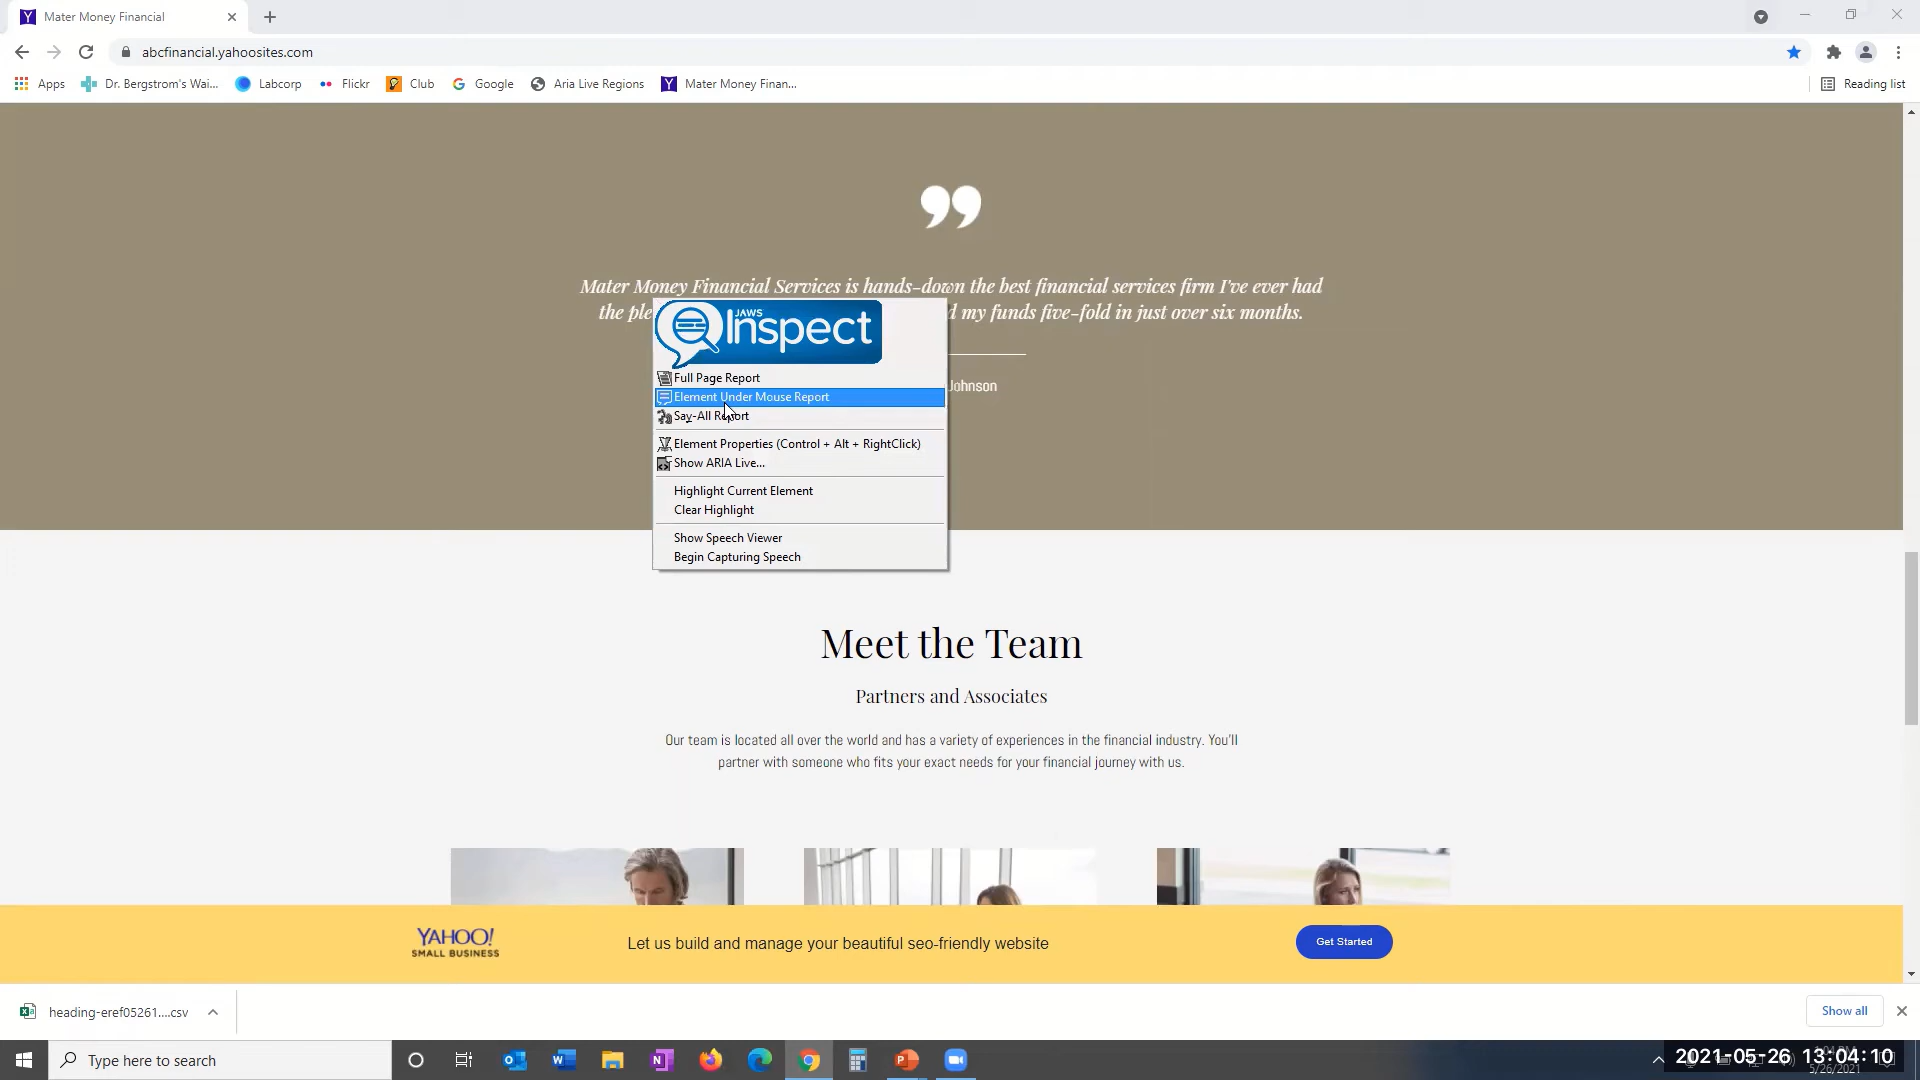 Mater Money Financial
abcfinancial.yahoosites.com
Apps
Dr. Bergstrom's Wai...
Labcorp
Flickr
Club
Google
Aria Live Regions
Mater Money Finan...
Reading list
Mater Money Financial Services is hands-down the best financial services firm I've ever had
the ple
d my funds five-fold in just over six months.
Johnson
JAWS
Inspect
Full Page Report
Element Under Mouse Report
Say-All Report
Element Properties (Control + Alt + RightClick)
Show ARIA Live...
Highlight Current Element
Clear Highlight
Show Speech Viewer
Begin Capturing Speech
Meet the Team
Partners and Associates
Our team is located all over the world and has a variety of experiences in the financial industry. You'll
partner with someone who fits your exact needs for your financial journey with us.
YAHOO!
SMALL BUSINESS
Let us build and manage your beautiful seo-friendly website
Get Started
heading-eref05261....csv
Show all
Type here to search
2021-05-26 13:04:10
5/26/2021